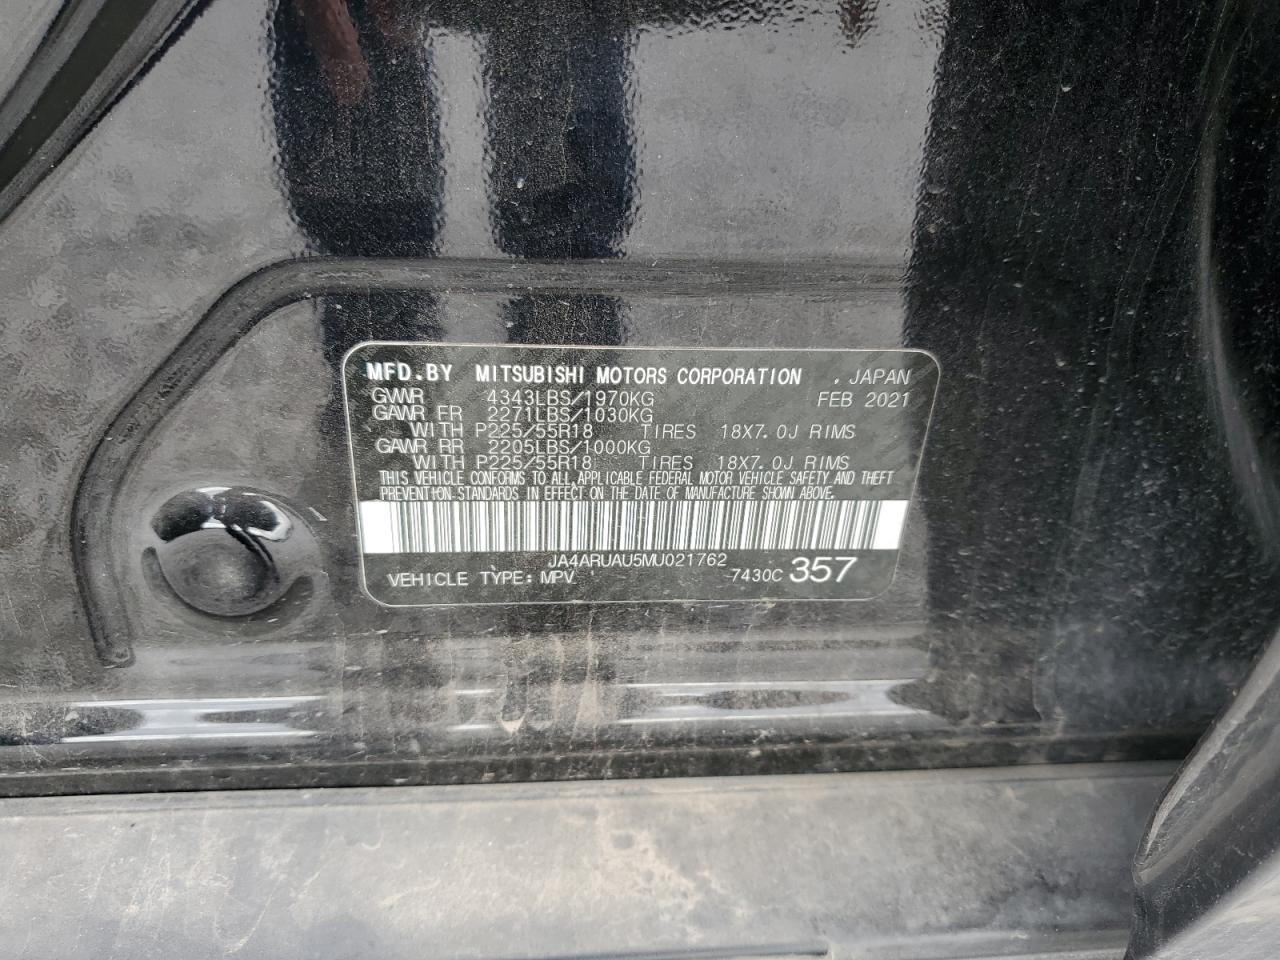 MFD.BY MITSUBISHI MOTORS CORPORATION , JAPAN
GVWR 4343LBS/1970KG FEB 2021
GAWR FR 2271LBS/1030KG
WITH P225/55R18 TIRES 18X7.0J RIMS
GAWR RR 2205LBS/1000KG
WITH P225/55R18 TIRES 18X7.0J RIMS
THIS VEHICLE CONFORMS TO ALL APPLICABLE FEDERAL MOTOR VEHICLE SAFETY AND THEFT
PREVENTION STANDARDS IN EFFECT ON THE DATE OF MANUFACTURE SHOWN ABOVE.
JA4ARUAU5MU021762
VEHICLE TYPE: MPV 7430C 357